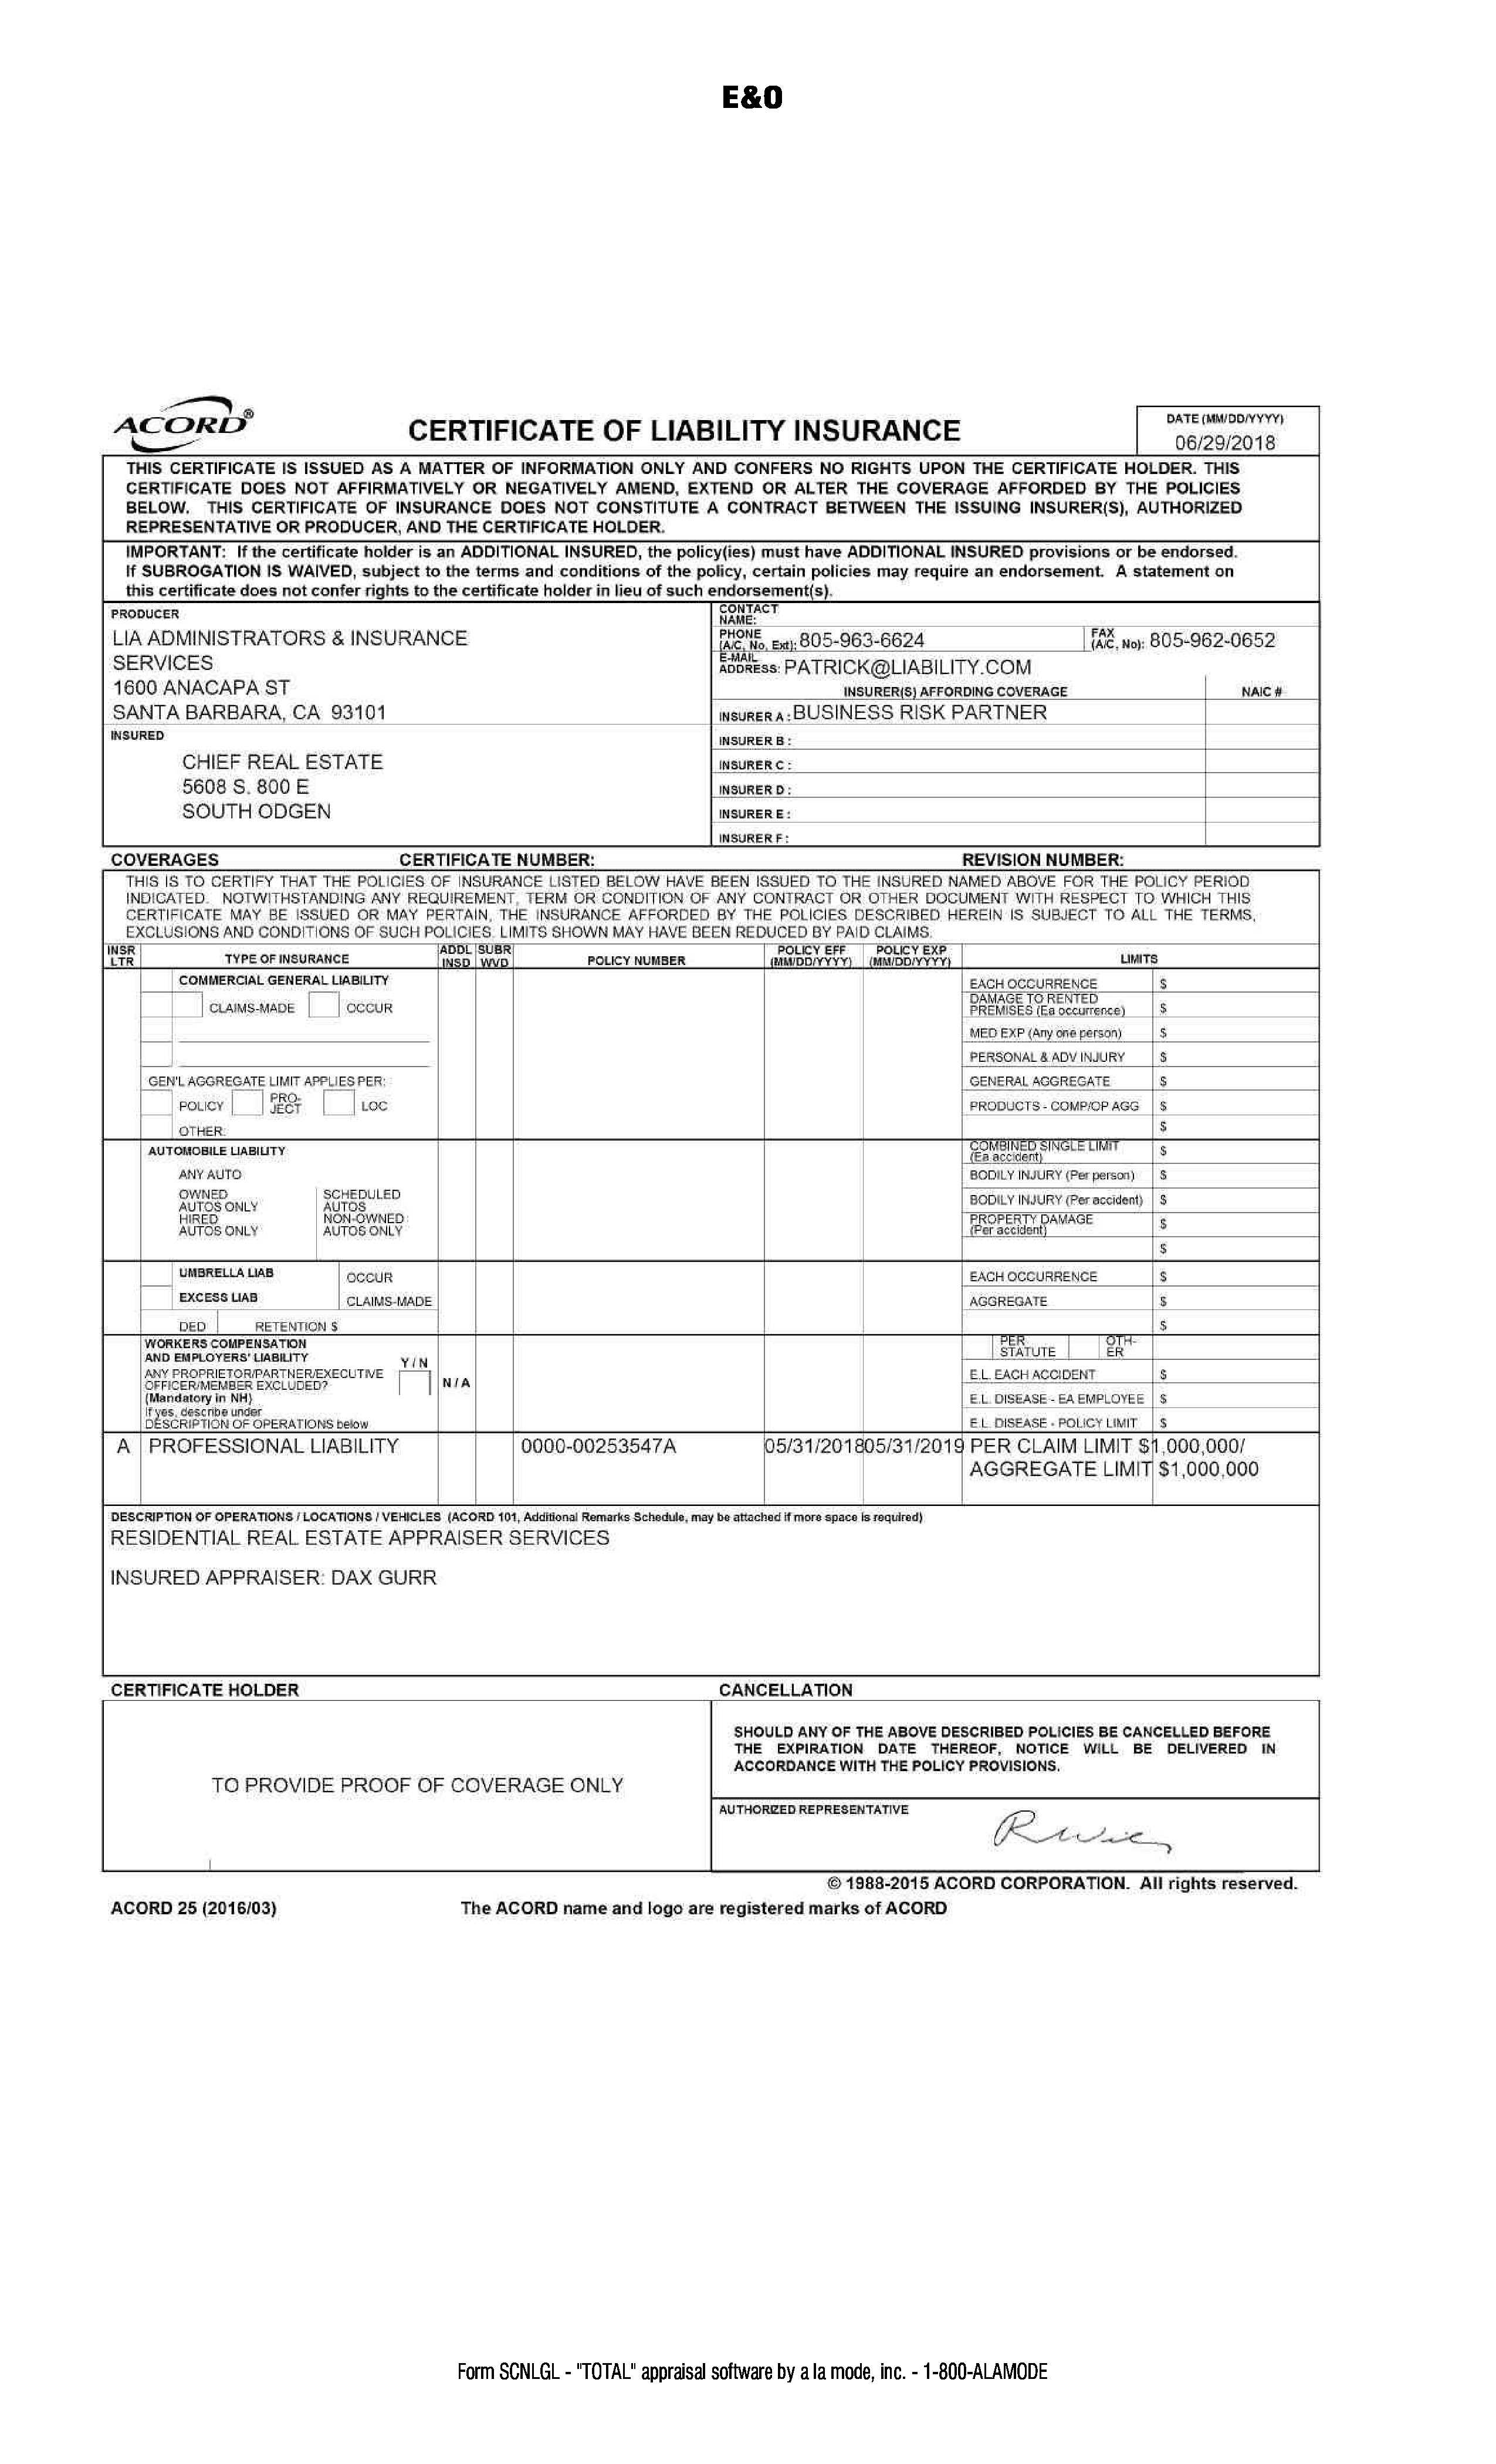 E&O
ACORD®
CERTIFICATE OF LIABILITY INSURANCE
DATE (MM/DD/YYYY)
06/29/2018
THIS CERTIFICATE IS ISSUED AS A MATTER OF INFORMATION ONLY AND CONFERS NO RIGHTS UPON THE CERTIFICATE HOLDER. THIS
CERTIFICATE DOES NOT AFFIRMATIVELY OR NEGATIVELY AMEND, EXTEND OR ALTER THE COVERAGE AFFORDED BY THE POLICIES
BELOW. THIS CERTIFICATE OF INSURANCE DOES NOT CONSTITUTE A CONTRACT BETWEEN THE ISSUING INSURER(S), AUTHORIZED
REPRESENTATIVE OR PRODUCER, AND THE CERTIFICATE HOLDER.
IMPORTANT: If the certificate holder is an ADDITIONAL INSURED, the policy(ies) must have ADDITIONAL INSURED provisions or be endorsed.
If SUBROGATION IS WAIVED, subject to the terms and conditions of the policy, certain policies may require an endorsement. A statement on
this certificate does not confer rights to the certificate holder in lieu of such endorsement(s).
PRODUCER
LIA ADMINISTRATORS & INSURANCE
SERVICES
1600 ANACAPA ST
SANTA BARBARA, CA 93101
CONTACT
NAME:
PHONE
(A/C, No, Ext): 805-963-6624
FAX
(A/C, No): 805-962-0652
E-MAIL
ADDRESS: PATRICK@LIABILITY.COM
INSURER(S) AFFORDING COVERAGE NAIC #
INSURER A : BUSINESS RISK PARTNER
INSURED
CHIEF REAL ESTATE
5608 S. 800 E
SOUTH ODGEN
INSURER B :
INSURER C :
INSURER D :
INSURER E :
INSURER F :
COVERAGES CERTIFICATE NUMBER: REVISION NUMBER:
THIS IS TO CERTIFY THAT THE POLICIES OF INSURANCE LISTED BELOW HAVE BEEN ISSUED TO THE INSURED NAMED ABOVE FOR THE POLICY PERIOD
INDICATED. NOTWITHSTANDING ANY REQUIREMENT, TERM OR CONDITION OF ANY CONTRACT OR OTHER DOCUMENT WITH RESPECT TO WHICH THIS
CERTIFICATE MAY BE ISSUED OR MAY PERTAIN, THE INSURANCE AFFORDED BY THE POLICIES DESCRIBED HEREIN IS SUBJECT TO ALL THE TERMS,
EXCLUSIONS AND CONDITIONS OF SUCH POLICIES. LIMITS SHOWN MAY HAVE BEEN REDUCED BY PAID CLAIMS.
INSR
LTR
TYPE OF INSURANCE
ADDL
INSD
SUBR
WVD
POLICY NUMBER
POLICY EFF
(MM/DD/YYYY)
POLICY EXP
(MM/DD/YYYY)
LIMITS
COMMERCIAL GENERAL LIABILITY
CLAIMS-MADE OCCUR
GEN'L AGGREGATE LIMIT APPLIES PER:
POLICY PRO-
JECT LOC
OTHER:
EACH OCCURRENCE $
DAMAGE TO RENTED
PREMISES (Ea occurrence) $
MED EXP (Any one person) $
PERSONAL & ADV INJURY $
GENERAL AGGREGATE $
PRODUCTS - COMP/OP AGG $
$
AUTOMOBILE LIABILITY
ANY AUTO
OWNED
AUTOS ONLY
HIRED
AUTOS ONLY
SCHEDULED
AUTOS
NON-OWNED
AUTOS ONLY
COMBINED SINGLE LIMIT
(Ea accident) $
BODILY INJURY (Per person) $
BODILY INJURY (Per accident) $
PROPERTY DAMAGE
(Per accident) $
$
UMBRELLA LIAB OCCUR
EXCESS LIAB CLAIMS-MADE
DED RETENTION $
EACH OCCURRENCE $
AGGREGATE $
$
WORKERS COMPENSATION
AND EMPLOYERS' LIABILITY
Y / N
ANY PROPRIETOR/PARTNER/EXECUTIVE
OFFICER/MEMBER EXCLUDED?
N / A
(Mandatory in NH)
If yes, describe under
DESCRIPTION OF OPERATIONS below
PER
STATUTE
OTH-
ER
E.L. EACH ACCIDENT $
E.L. DISEASE - EA EMPLOYEE $
E.L. DISEASE - POLICY LIMIT $
A PROFESSIONAL LIABILITY 0000-00253547A 05/31/2018 05/31/2019 PER CLAIM LIMIT $1,000,000/
AGGREGATE LIMIT $1,000,000
DESCRIPTION OF OPERATIONS / LOCATIONS / VEHICLES (ACORD 101, Additional Remarks Schedule, may be attached if more space is required)
RESIDENTIAL REAL ESTATE APPRAISER SERVICES
INSURED APPRAISER: DAX GURR
CERTIFICATE HOLDER
TO PROVIDE PROOF OF COVERAGE ONLY
CANCELLATION
SHOULD ANY OF THE ABOVE DESCRIBED POLICIES BE CANCELLED BEFORE
THE EXPIRATION DATE THEREOF, NOTICE WILL BE DELIVERED IN
ACCORDANCE WITH THE POLICY PROVISIONS.
AUTHORIZED REPRESENTATIVE
© 1988-2015 ACORD CORPORATION. All rights reserved.
ACORD 25 (2016/03) The ACORD name and logo are registered marks of ACORD
Form SCNLGL - "TOTAL" appraisal software by a la mode, inc. - 1-800-ALAMODE